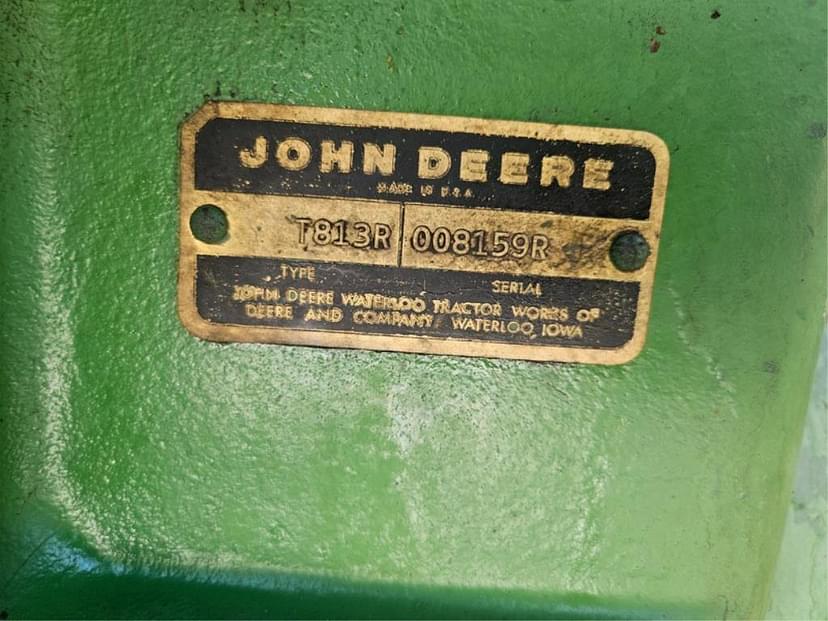 JOHN DEERE
MADE IN U.S.A.
T813R 008159R
TYPE SERIAL
JOHN DEERE WATERLOO TRACTOR WORKS OF
DEERE AND COMPANY, WATERLOO, IOWA